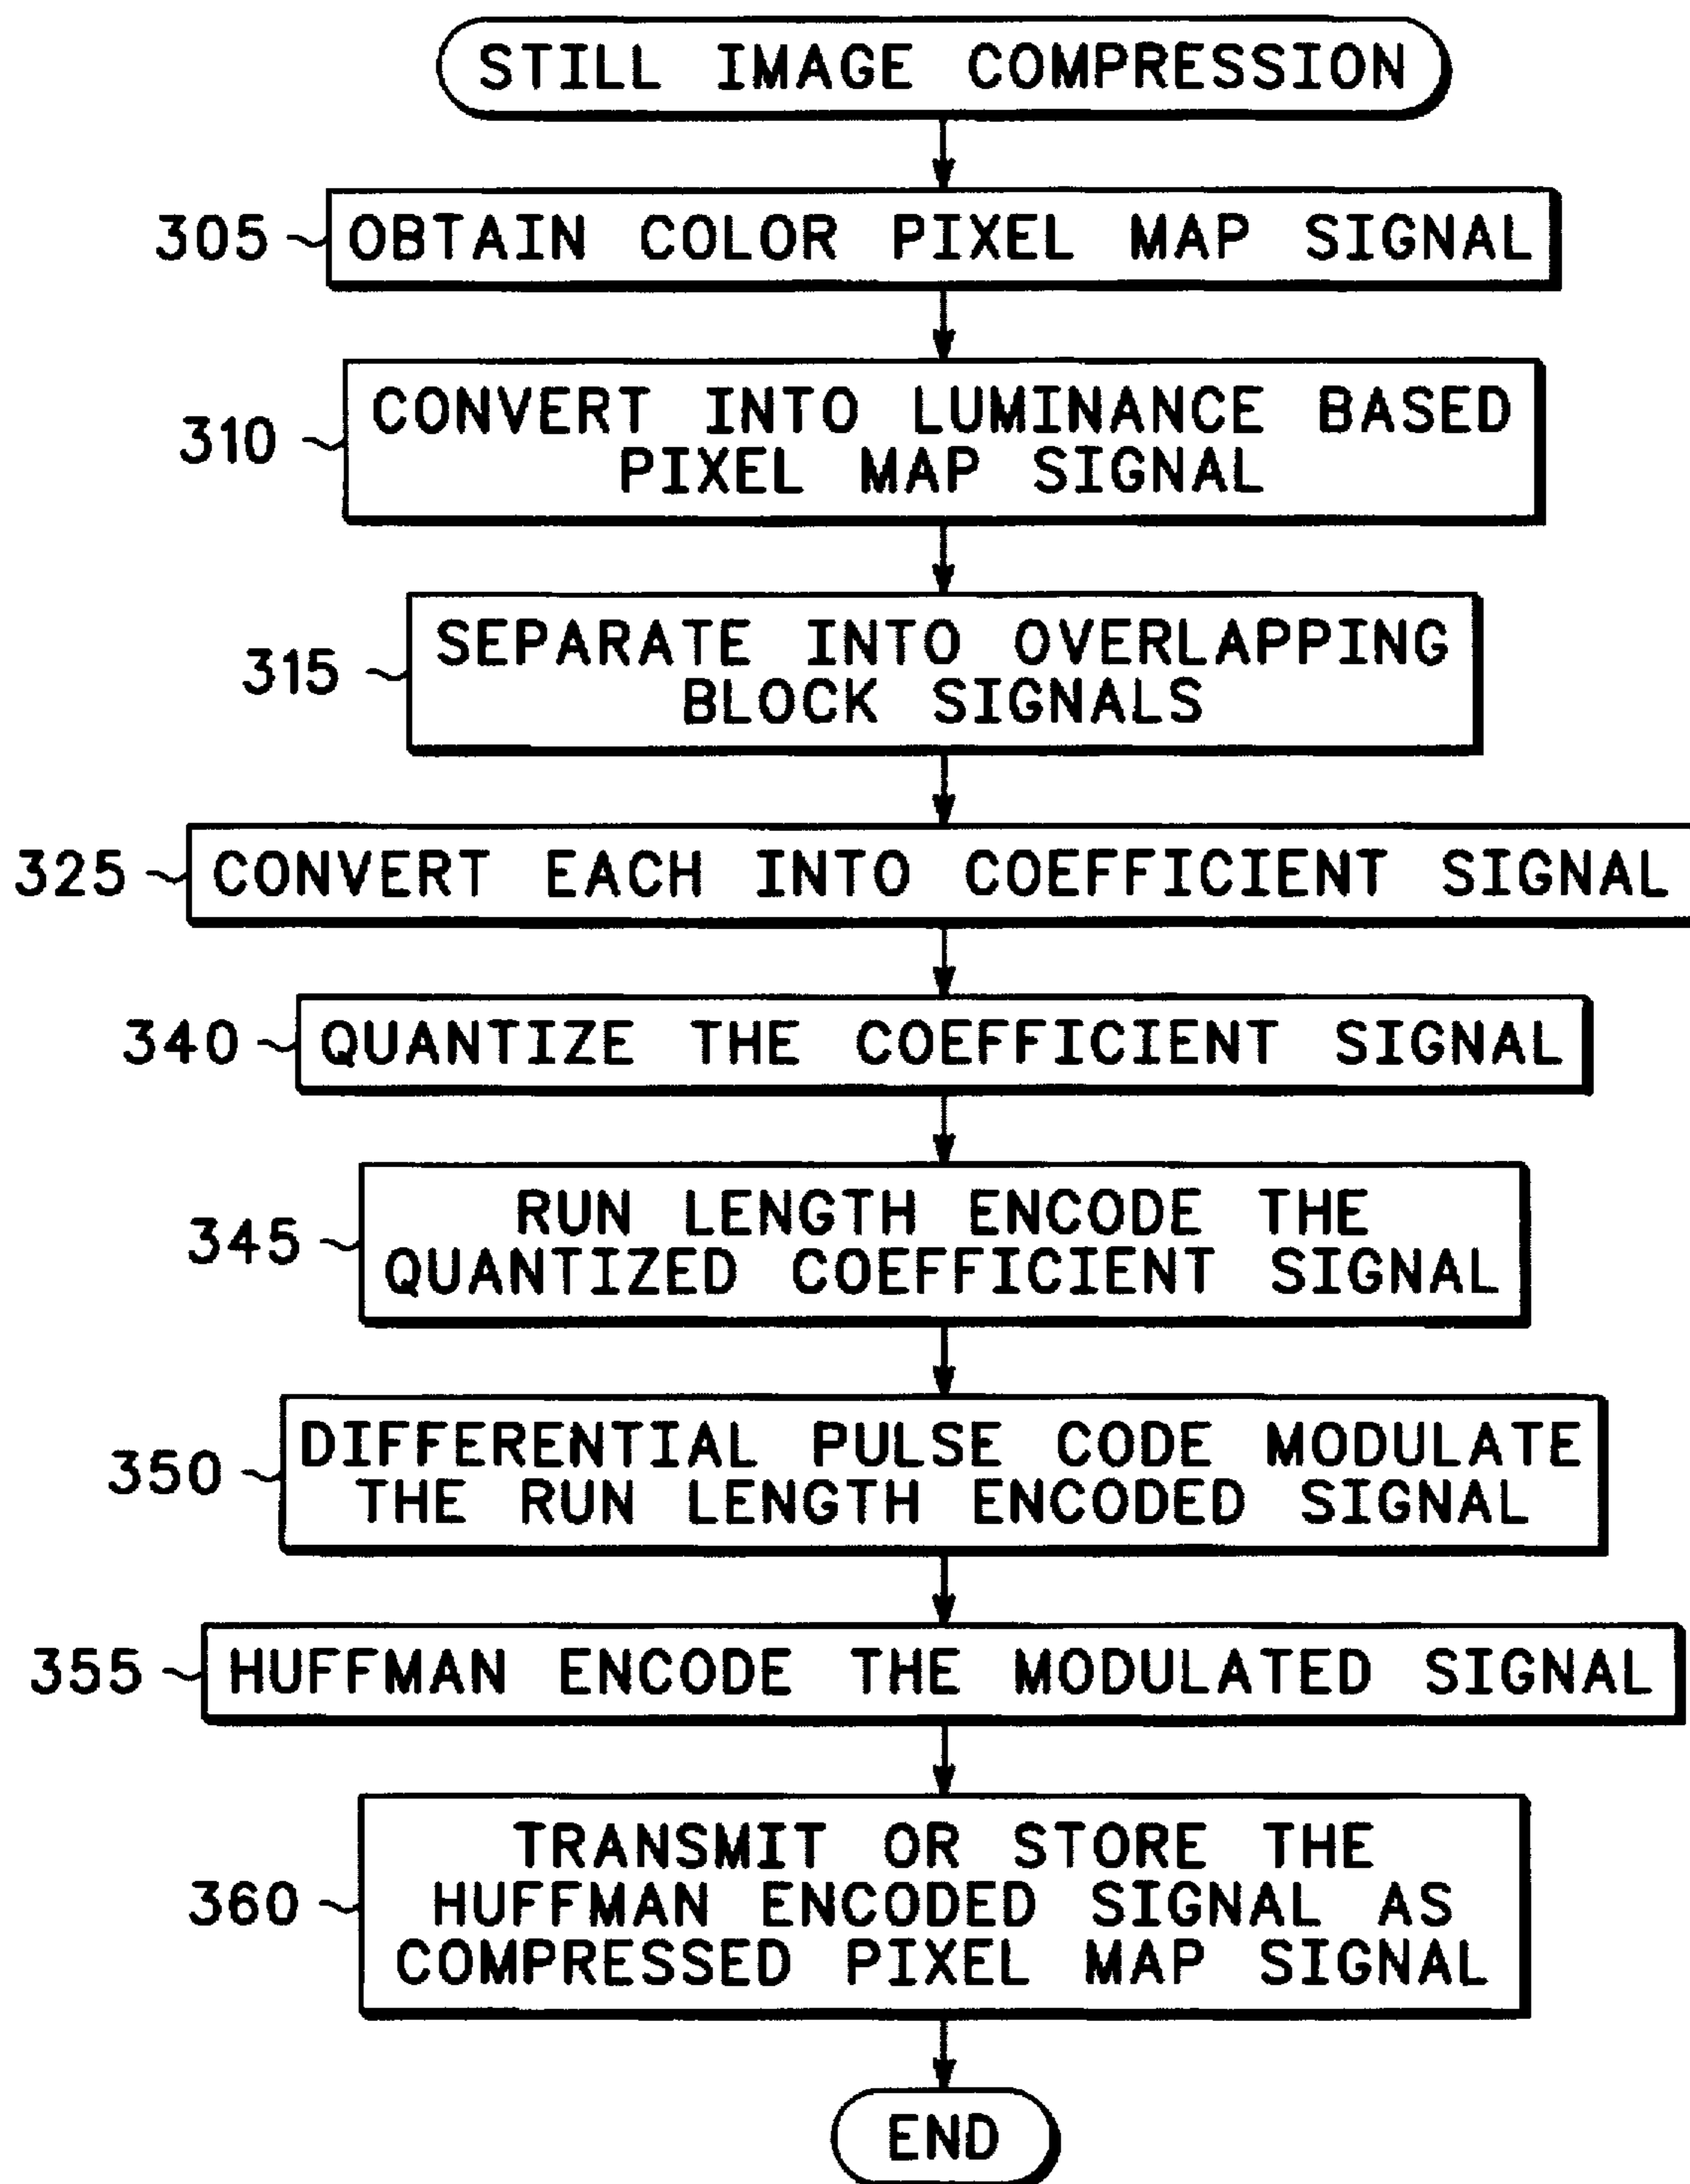 STILL IMAGE COMPRESSION
305
OBTAIN COLOR PIXEL MAP SIGNAL
310
CONVERT INTO LUMINANCE BASED
PIXEL MAP SIGNAL
315
SEPARATE INTO OVERLAPPING
BLOCK SIGNALS
325
CONVERT EACH INTO COEFFICIENT SIGNAL
340
QUANTIZE THE COEFFICIENT SIGNAL
345
RUN LENGTH ENCODE THE
QUANTIZED COEFFICIENT SIGNAL
350
DIFFERENTIAL PULSE CODE MODULATE
THE RUN LENGTH ENCODED SIGNAL
355
HUFFMAN ENCODE THE MODULATED SIGNAL
360
TRANSMIT OR STORE THE
HUFFMAN ENCODED SIGNAL AS
COMPRESSED PIXEL MAP SIGNAL
END